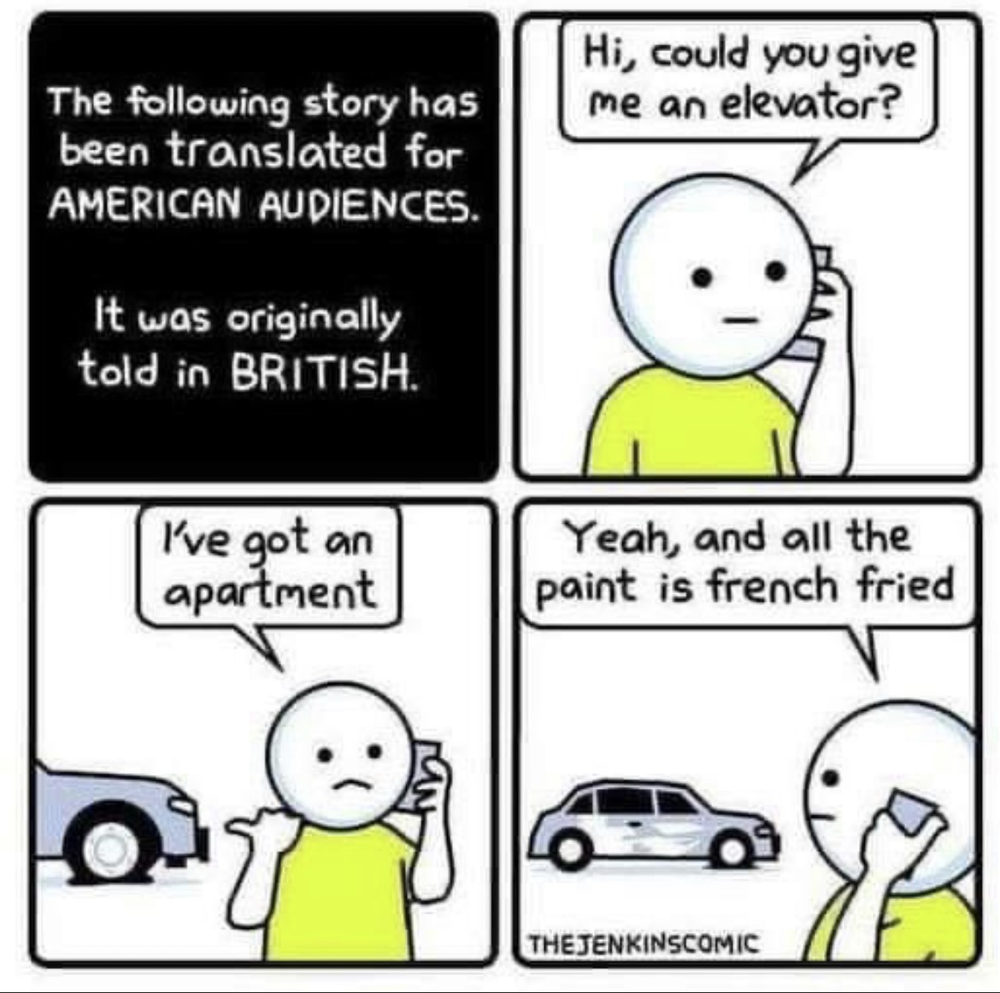 The following story has
been translated for
AMERICAN AUDIENCES.
It was originally
told in BRITISH.
Hi, could you give
me an elevator?
I've got an
apartment
Yeah, and all the
paint is french fried
THEJENKINSCOMIC